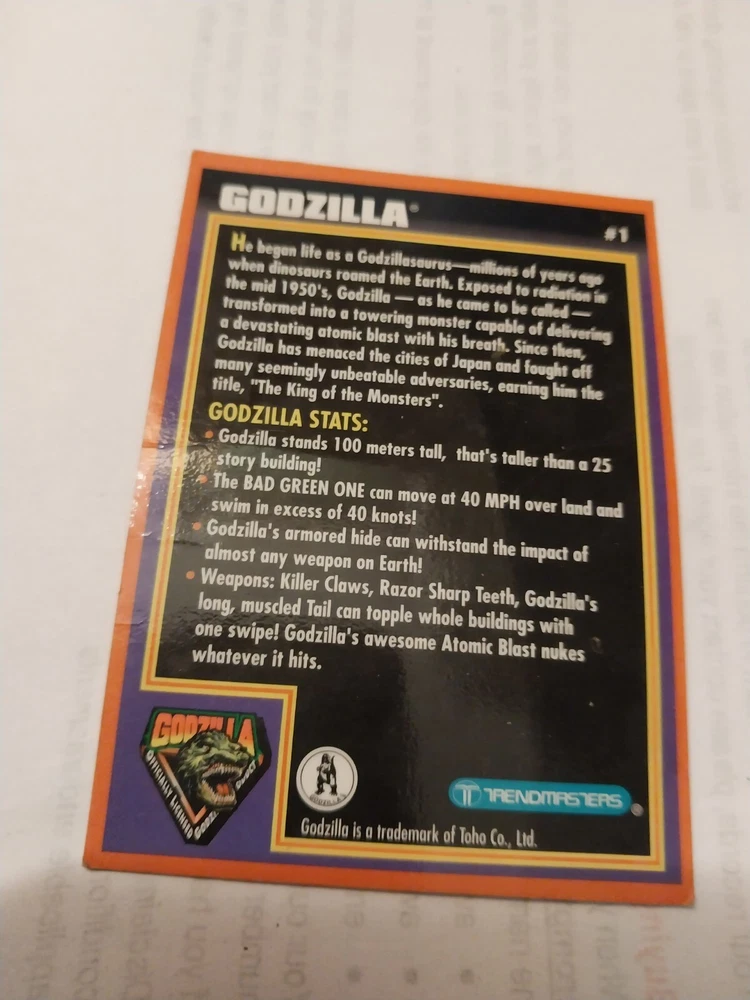 GODZILLA®
#1
He began life as a Godzillasaurus—millions of years ago
when dinosaurs roamed the Earth. Exposed to radiation in
the mid 1950's, Godzilla — as he came to be called —
transformed into a towering monster capable of delivering
a devastating atomic blast with his breath. Since then,
Godzilla has menaced the cities of Japan and fought off
many seemingly unbeatable adversaries, earning him the
title, "The King of the Monsters".
GODZILLA STATS:
• Godzilla stands 100 meters tall, that's taller than a 25
story building!
• The BAD GREEN ONE can move at 40 MPH over land and
swim in excess of 40 knots!
• Godzilla's armored hide can withstand the impact of
almost any weapon on Earth!
• Weapons: Killer Claws, Razor Sharp Teeth, Godzilla's
long, muscled Tail can topple whole buildings with
one swipe! Godzilla's awesome Atomic Blast nukes
whatever it hits.
GODZILLA
OFFICIALLY LICENSED
GODZILLA
TRENDMASTERS®
Godzilla is a trademark of Toho Co., Ltd.